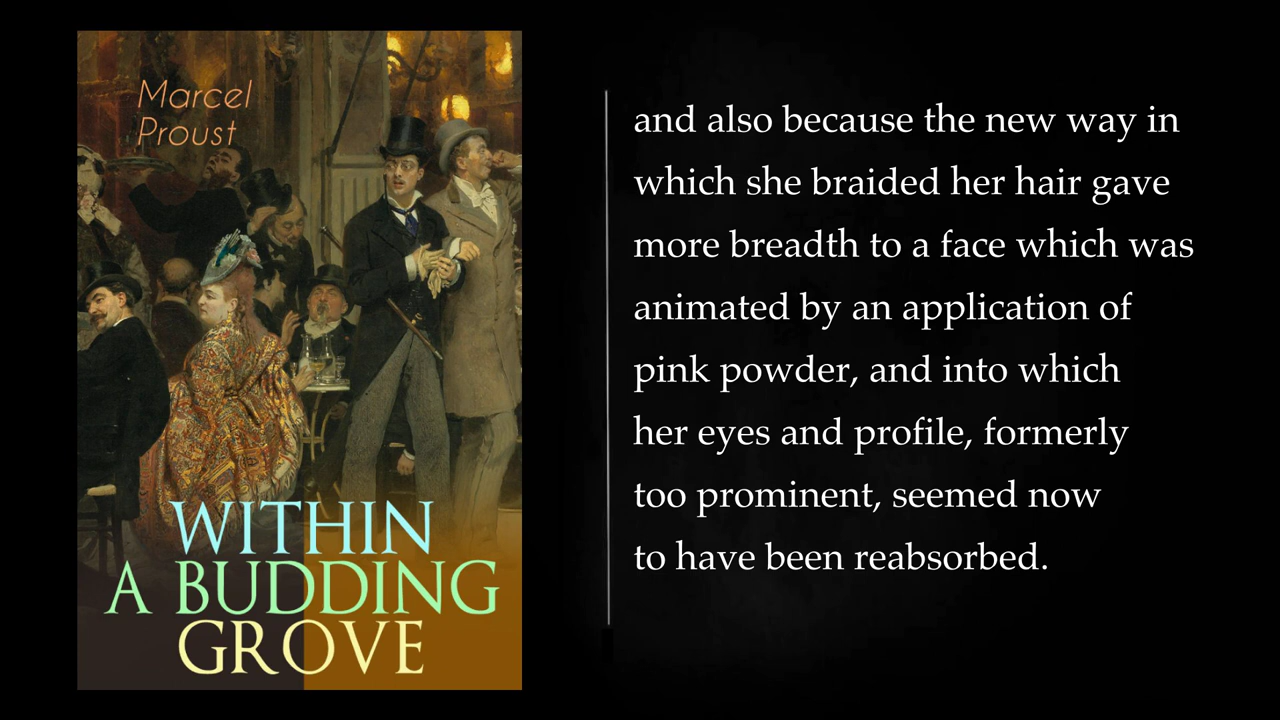 Marcel
Proust
WITHIN
A BUDDING
GROVE
and also because the new way in
which she braided her hair gave
more breadth to a face which was
animated by an application of
pink powder, and into which
her eyes and profile, formerly
too prominent, seemed now
to have been reabsorbed.